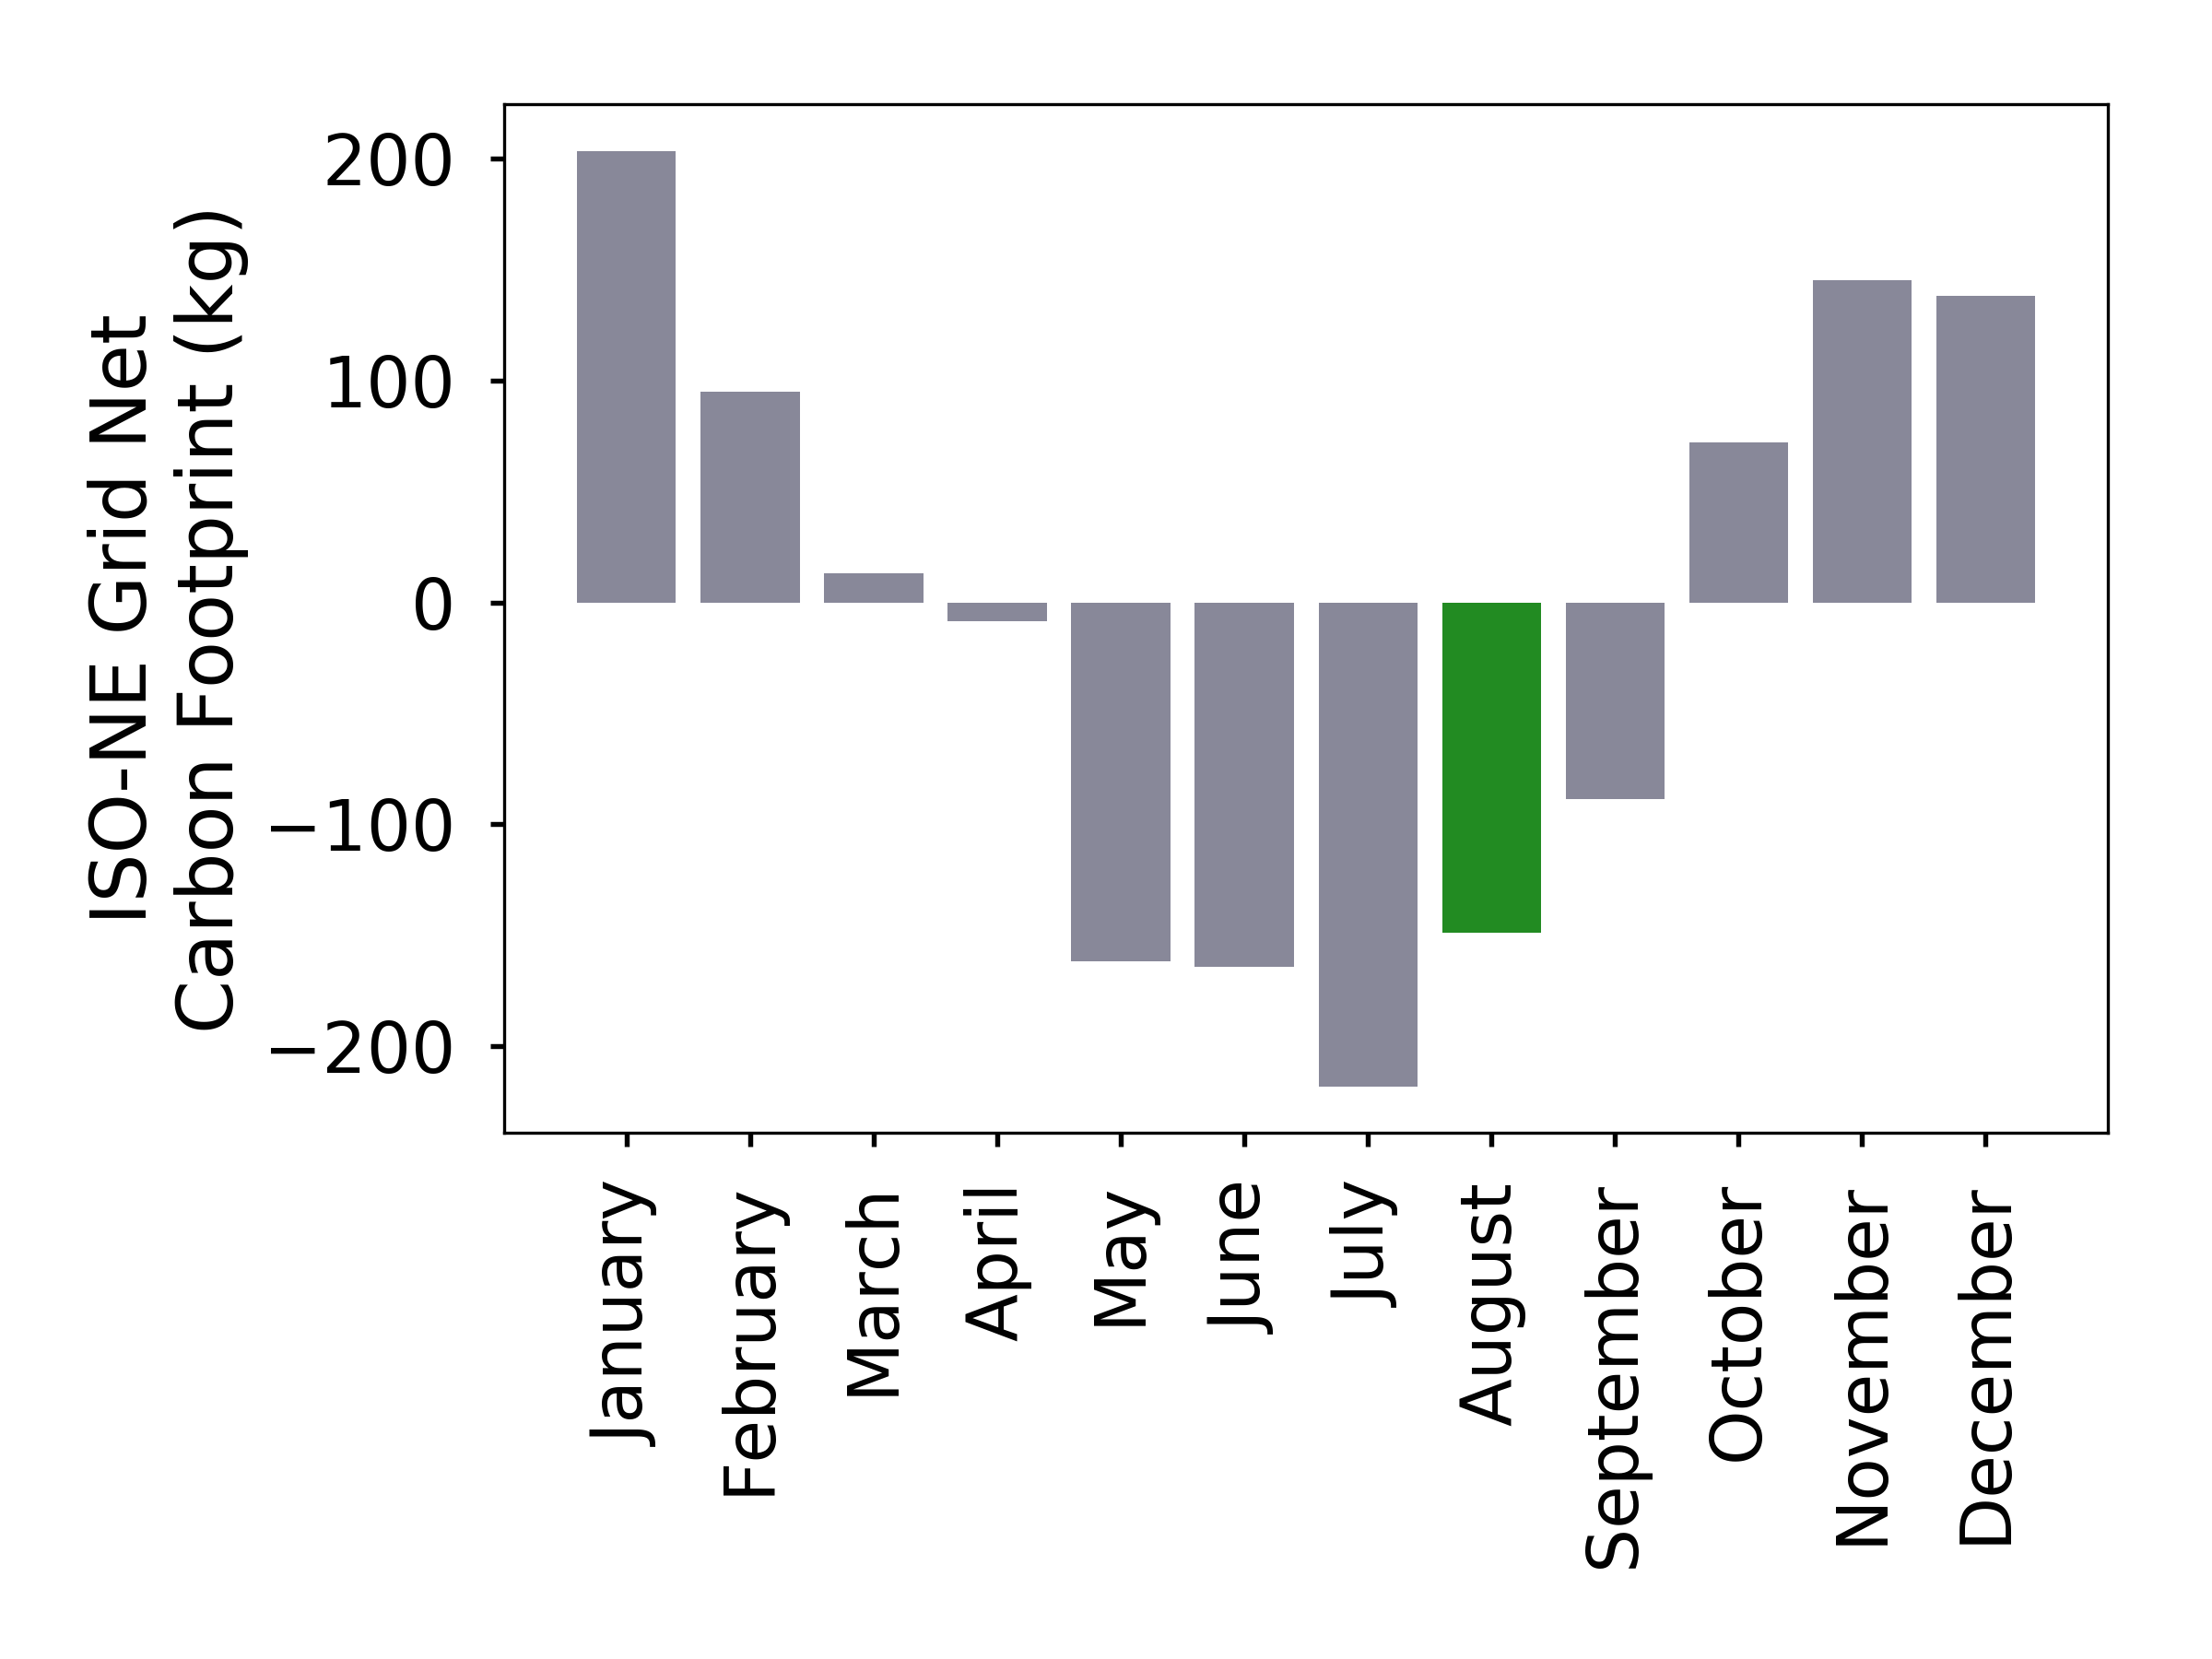 ISO-NE Grid Net
Carbon Footprint (kg)
200
100
0
−100
−200
January
February
March
April
May
June
July
August
September
October
November
December